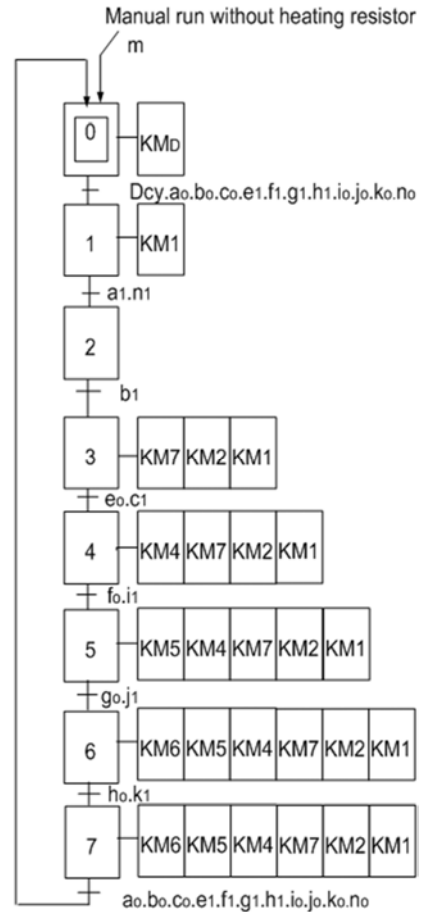 Manual run without heating resistor
m
0 KMD
Dcy.a0.b0.c0.e1.f1.g1.h1.i0.j0.k0.n0
1 KM1
a1.n1
2
b1
3 KM7 KM2 KM1
e0.c1
4 KM4 KM7 KM2 KM1
f0.i1
5 KM5 KM4 KM7 KM2 KM1
g0.j1
6 KM6 KM5 KM4 KM7 KM2 KM1
h0.k1
7 KM6 KM5 KM4 KM7 KM2 KM1
a0.b0.c0.e1.f1.g1.h1.i0.j0.k0.n0